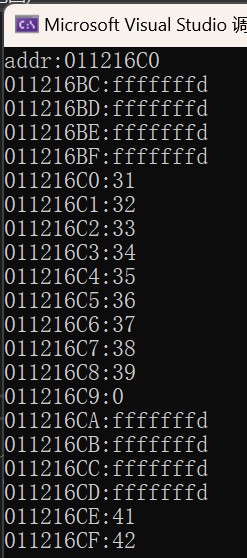 Microsoft Visual Studio 调
addr:011216C0
011216BC:fffffffd
011216BD:fffffffd
011216BE:fffffffd
011216BF:fffffffd
011216C0:31
011216C1:32
011216C2:33
011216C3:34
011216C4:35
011216C5:36
011216C6:37
011216C7:38
011216C8:39
011216C9:0
011216CA:fffffffd
011216CB:fffffffd
011216CC:fffffffd
011216CD:fffffffd
011216CE:41
011216CF:42